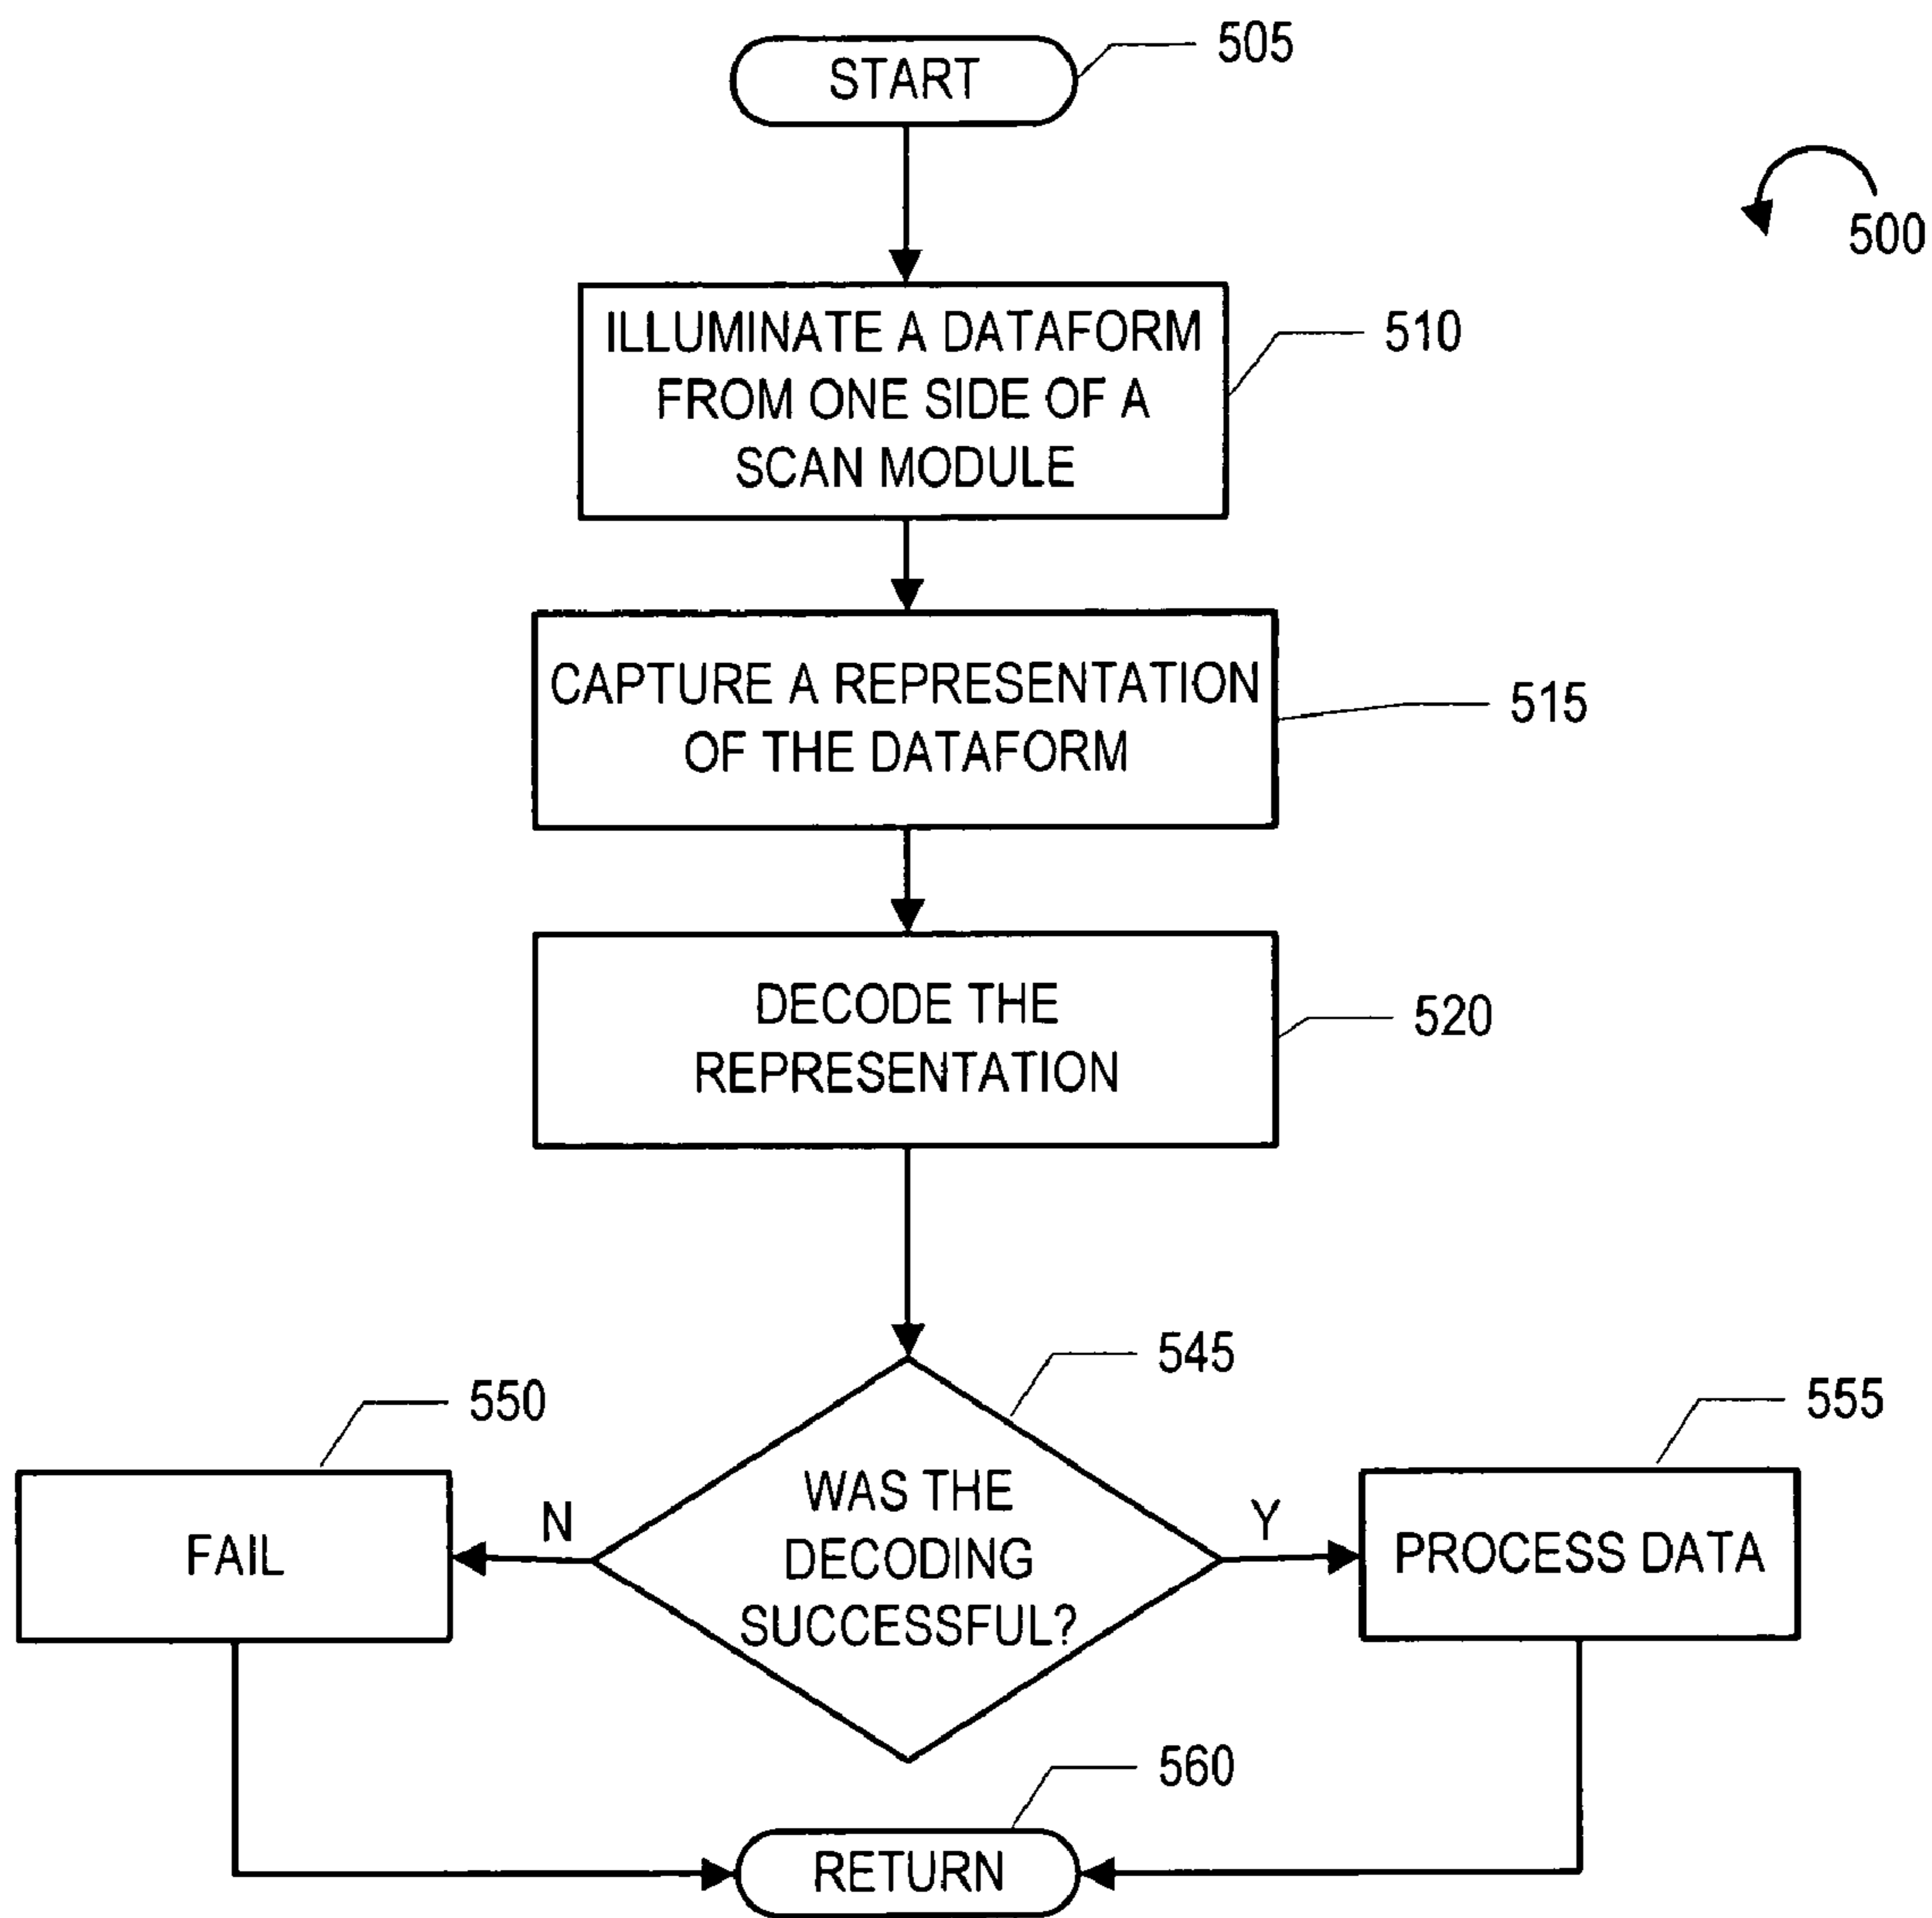 START
505
500
ILLUMINATE A DATAFORM
FROM ONE SIDE OF A
SCAN MODULE
510
CAPTURE A REPRESENTATION
OF THE DATAFORM
515
DECODE THE
REPRESENTATION
520
545
550
555
WAS THE
DECODING
SUCCESSFUL?
N
Y
FAIL
PROCESS DATA
560
RETURN